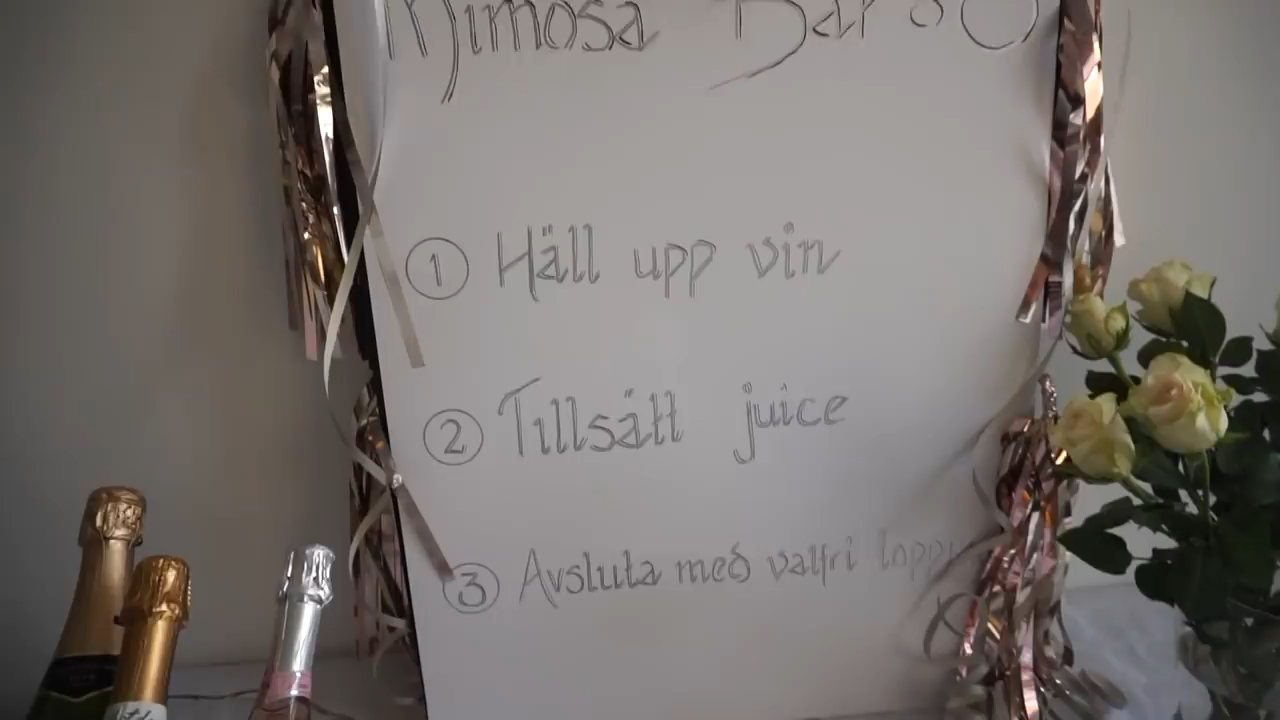 Mimosa Bar
1 Häll upp vin
2 Tillsätt juice
3 Avsluta med valfri